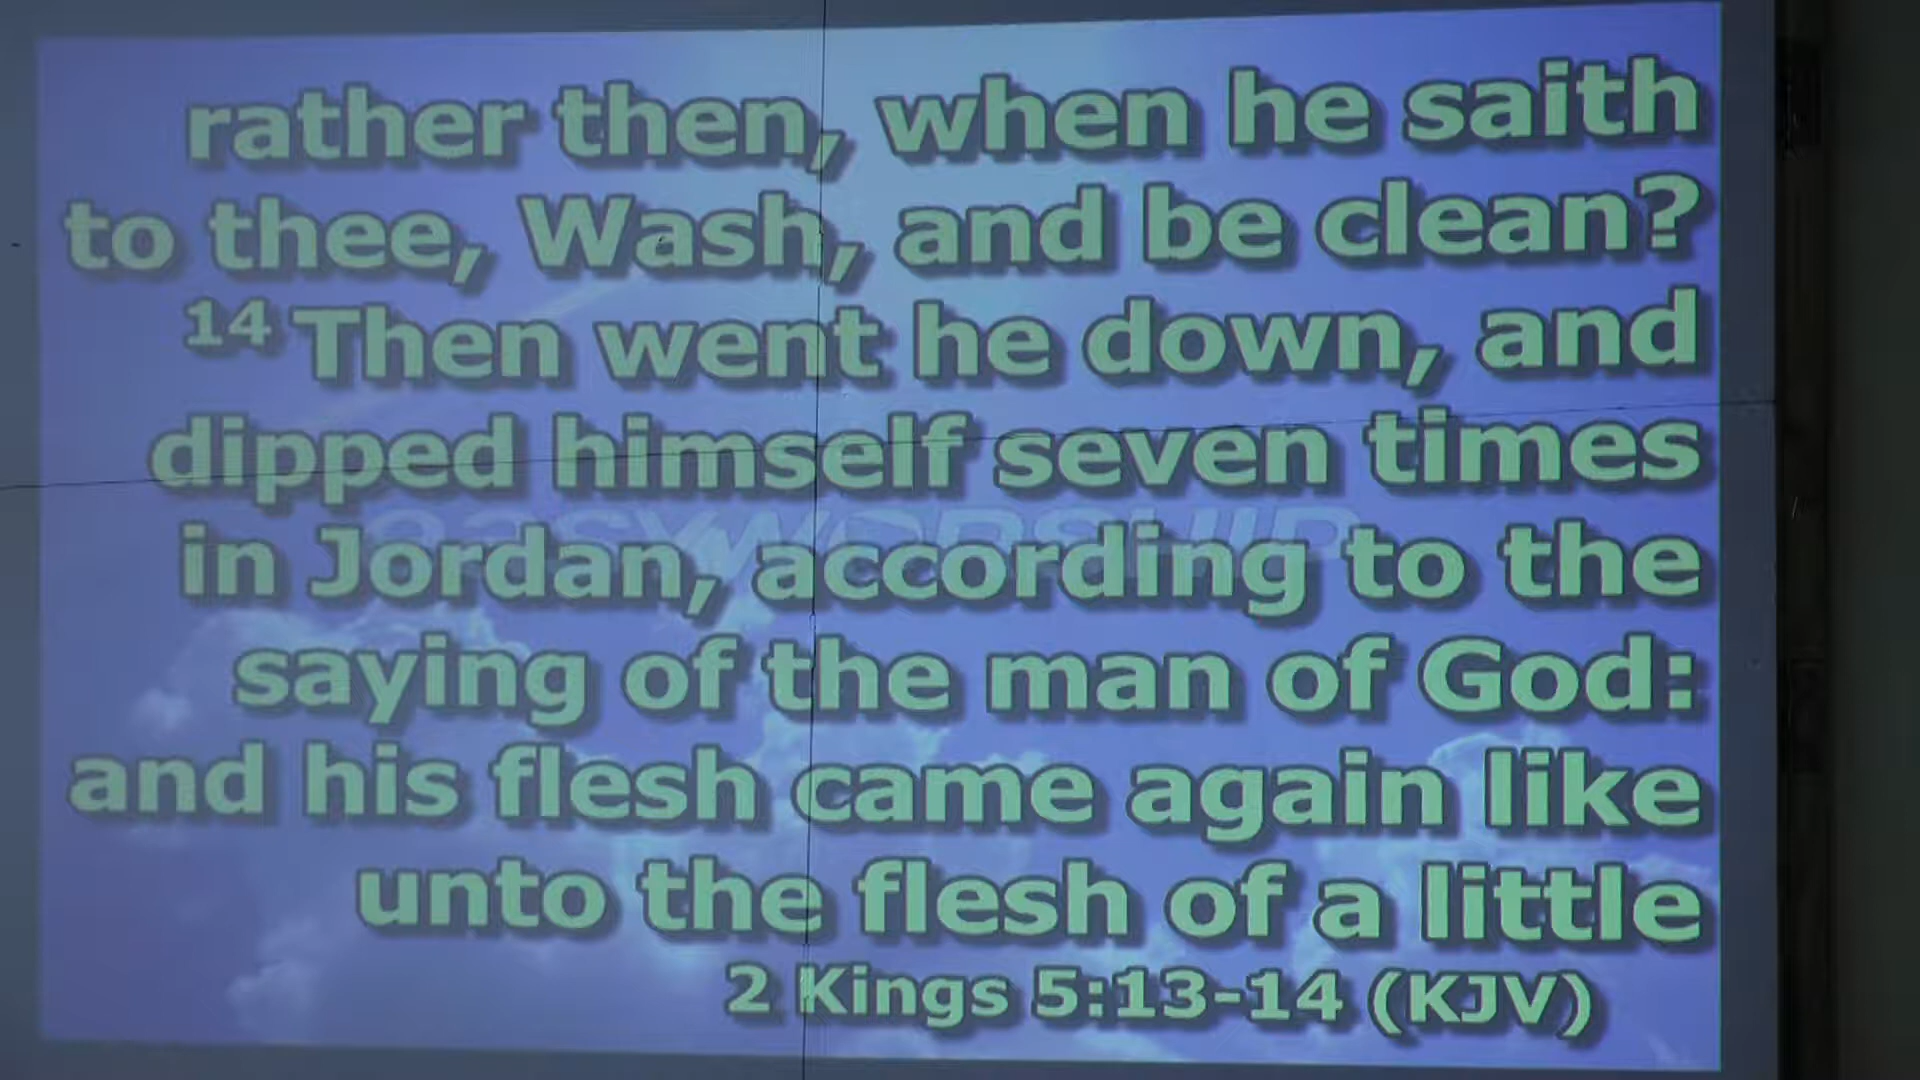 rather then, when he saith
to thee, Wash, and be clean?
14 Then went he down, and
dipped himself seven times
in Jordan, according to the
saying of the man of God:
and his flesh came again like
unto the flesh of a little
2 Kings 5:13-14 (KJV)
easyworship